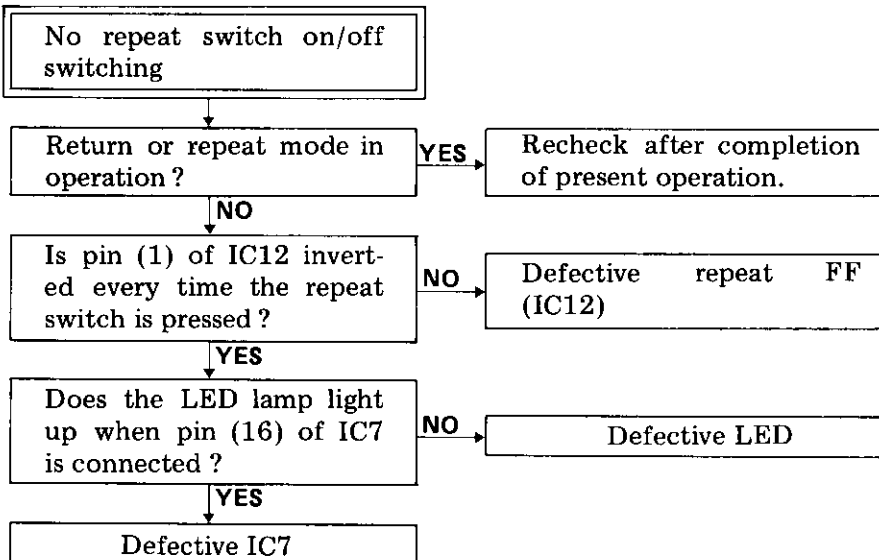 No repeat switch on/off
switching
Return or repeat mode in
operation?
YES
Recheck after completion
of present operation.
NO
Is pin (1) of IC12 invert-
ed every time the repeat
switch is pressed?
NO
Defective repeat FF
(IC12)
YES
Does the LED lamp light
up when pin (16) of IC7
is connected?
NO
Defective LED
YES
Defective IC7